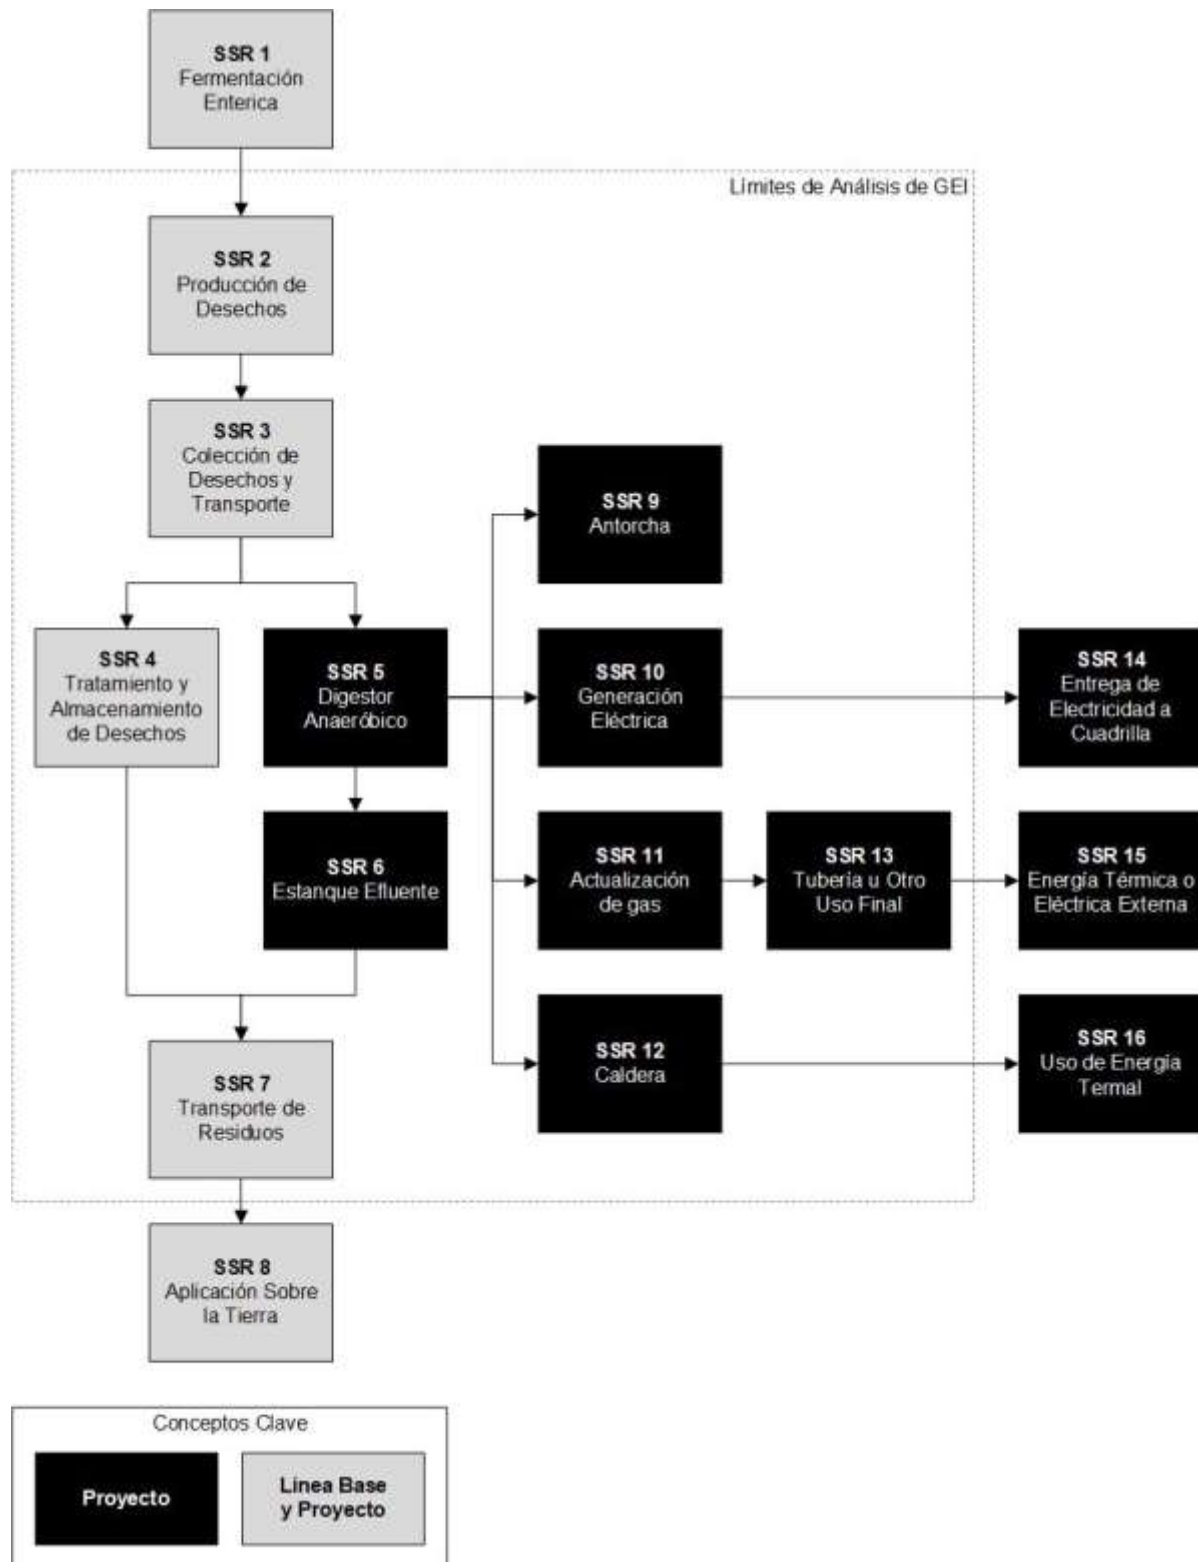 SSR 1
Fermentación
Enterica
Límites de Análisis de GEI
SSR 2
Producción de
Desechos
SSR 3
Colección de
Desechos y
Transporte
SSR 9
Antorcha
SSR 4
Tratamiento y
Almacenamiento
de Desechos
SSR 5
Digestor
Anaeróbico
SSR 10
Generación
Eléctrica
SSR 14
Entrega de
Electricidad a
Cuadrilla
SSR 6
Estanque Efluente
SSR 11
Actualización
de gas
SSR 13
Tubería u Otro
Uso Final
SSR 15
Energía Térmica o
Eléctrica Externa
SSR 12
Caldera
SSR 16
Uso de Energía
Termal
SSR 7
Transporte de
Residuos
SSR 8
Aplicación Sobre
la Tierra
Conceptos Clave
Proyecto
Línea Base
y Proyecto